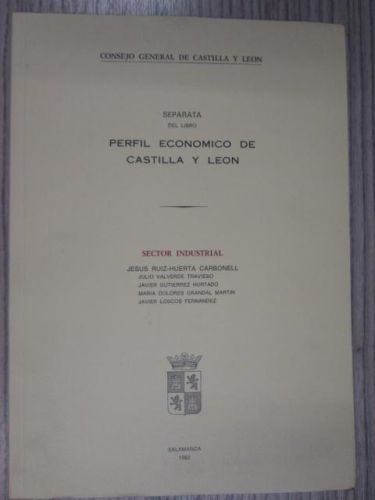 CONSEJO GENERAL DE CASTILLA Y LEON
SEPARATA
DEL LIBRO
PERFIL ECONOMICO DE
CASTILLA Y LEON
SECTOR INDUSTRIAL
JESUS RUIZ-HUERTA CARBONELL
JULIO VALVERDE TRAVIESO
JAVIER GUTIERREZ HURTADO
MARIA DOLORES GRANDAL MARTIN
JAVIER LOSCOS FERNANDEZ
SALAMANCA
1982